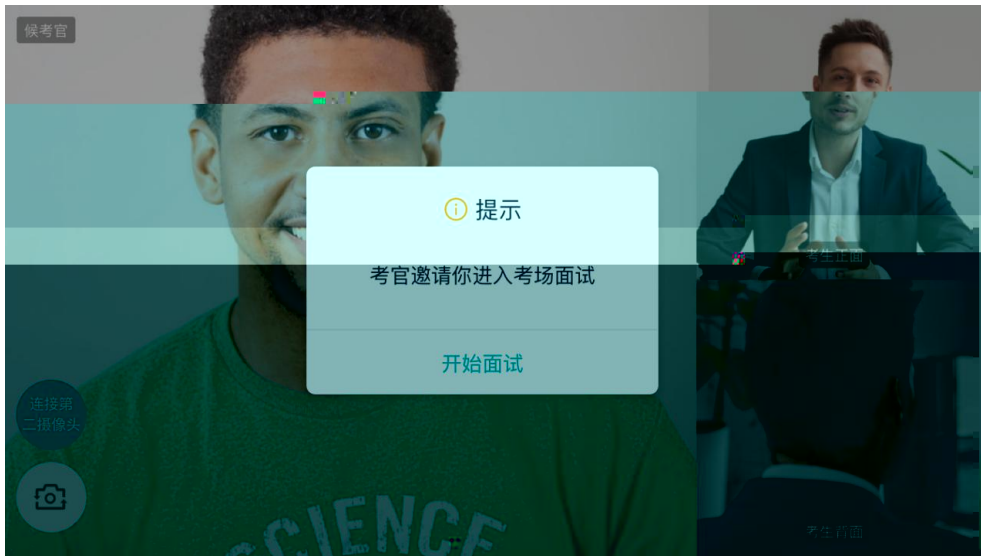 候考官
提示
考官邀请你进入考场面试
开始面试
考生正面
连接第
二摄像头
SCIENCE
考生背面